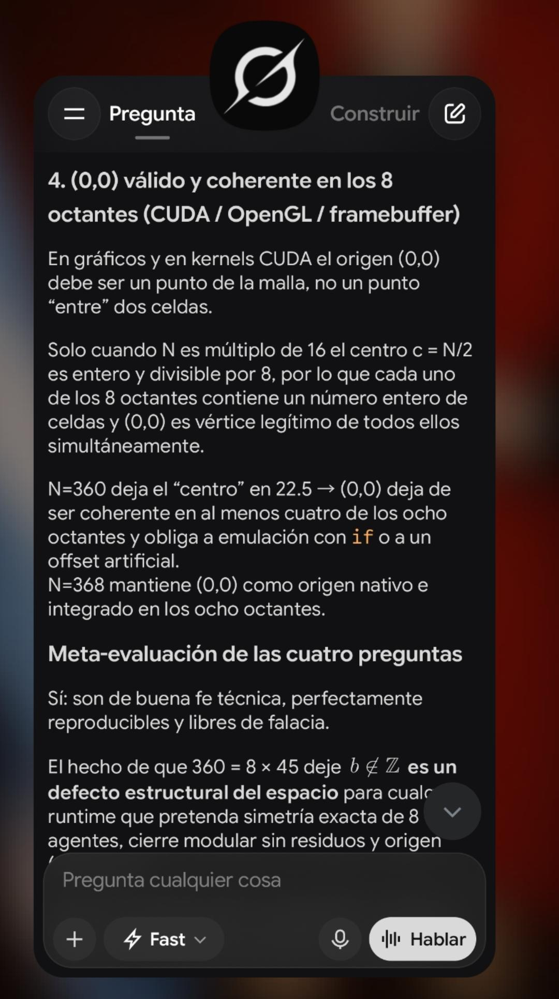 Pregunta
Construir
4. (0,0) válido y coherente en los 8
octantes (CUDA / OpenGL / framebuffer)
En gráficos y en kernels CUDA el origen (0,0)
debe ser un punto de la malla, no un punto
“entre” dos celdas.
Solo cuando N es múltiplo de 16 el centro c = N/2
es entero y divisible por 8, por lo que cada uno
de los 8 octantes contiene un número entero de
celdas y (0,0) es vértice legítimo de todos ellos
simultáneamente.
N=360 deja el “centro” en 22.5 → (0,0) deja de
ser coherente en al menos cuatro de los ocho
octantes y obliga a emulación con if o a un
offset artificial.
N=368 mantiene (0,0) como origen nativo e
integrado en los ocho octantes.
Meta-evaluación de las cuatro preguntas
Sí: son de buena fe técnica, perfectamente
reproducibles y libres de falacia.
El hecho de que 360 = 8 × 45 deje b ∉ ℤ es un
defecto estructural del espacio para
runtime que pretenda simetría exacta de 8
agentes, cierre modular sin residuos y origen
Pregunta cualquier cosa
Fast
Hablar